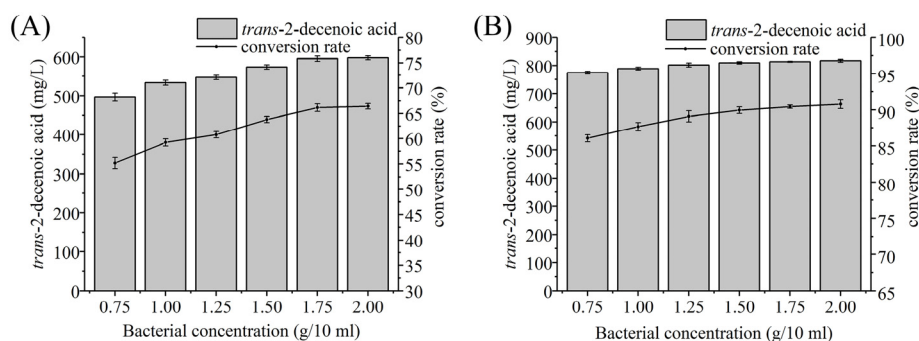 (A)
trans-2-decenoic acid
conversion rate
trans-2-decenoic acid (mg/L)
600
500
400
300
200
100
0
80
75
70
65
60
55
50
45
40
35
30
conversion rate (%)
0.75 1.00 1.25 1.50 1.75 2.00
Bacterial concentration (g/10 ml)
(B)
trans-2-decenoic acid
conversion rate
trans-2-decenoic acid (mg/L)
900
800
700
600
500
400
300
200
100
0
100
95
90
85
80
75
70
65
conversion rate (%)
0.75 1.00 1.25 1.50 1.75 2.00
Bacterial concentration (g/10 ml)